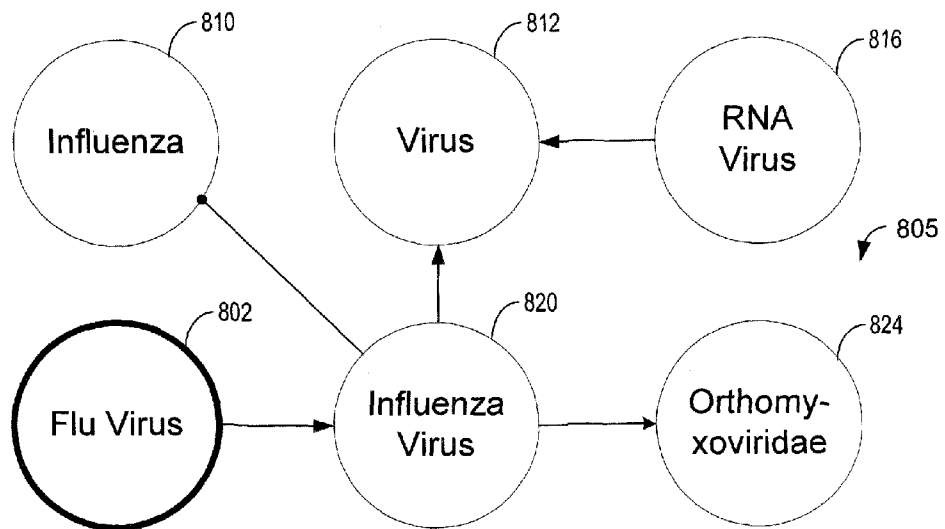 810
812
816
Influenza
Virus
RNA
Virus
805
802
820
824
Flu Virus
Influenza
Virus
Orthomy-
xoviridae